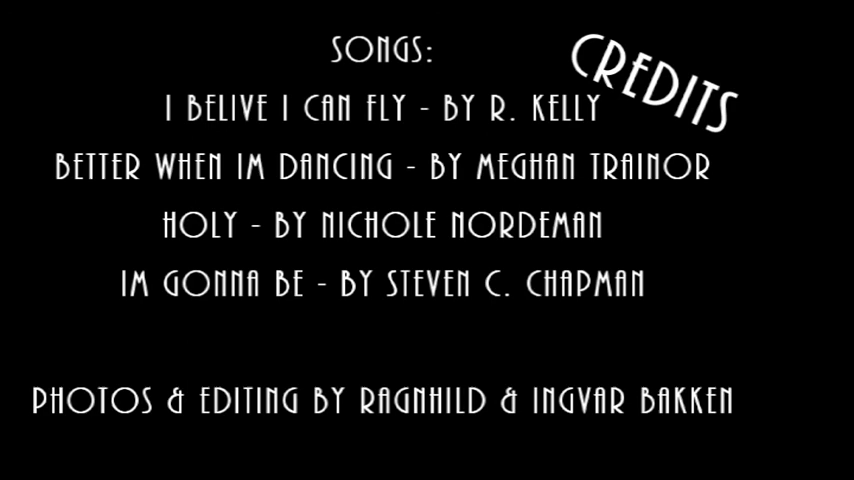 CREDITS
SONGS:
I BELIVE I CAN FLY - BY R. KELLY
BETTER WHEN IM DANCING - BY MEGHAN TRAINOR
HOLY - BY NICHOLE NORDEMAN
IM GONNA BE - BY STEVEN C. CHAPMAN
PHOTOS & EDITING BY RAGNHILD & INGVAR BAKKEN